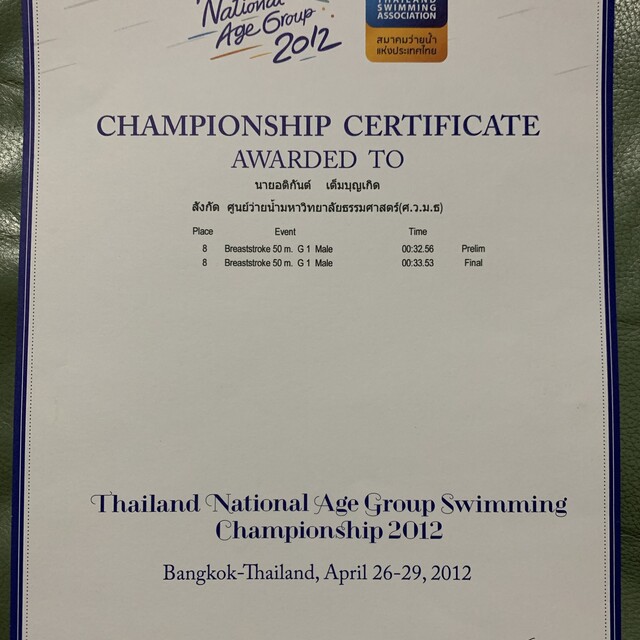 National
Age Group
2012
THAILAND
SWIMMING
ASSOCIATION
สมาคมว่ายน้ำ
แห่งประเทศไทย
CHAMPIONSHIP CERTIFICATE
AWARDED TO
นายอติกันต์ เต็มบุญเกิด
สังกัด ศูนย์ว่ายน้ำมหาวิทยาลัยธรรมศาสตร์(ศ.ว.ม.ธ)
Place Event Time
8 Breaststroke 50 m. G 1 Male 00:32.56 Prelim
8 Breaststroke 50 m. G 1 Male 00:33.53 Final
Thailand National Age Group Swimming
Championship 2012
Bangkok-Thailand, April 26-29, 2012